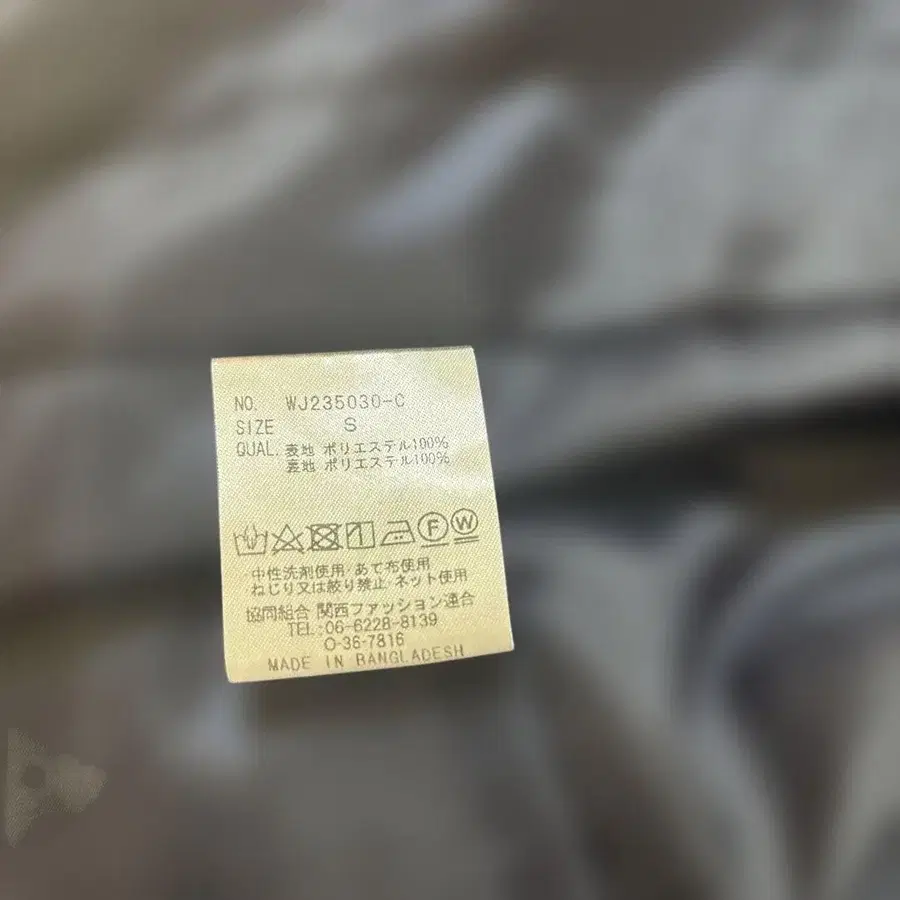 NO. WJ235030-C
SIZE S
QUAL. 表地 ポリエステル100%
裏地 ポリエステル100%
F W
中性洗剤使用・あて布使用
ねじり又は絞り禁止・ネット使用
協同組合 関西ファッション連合
TEL:06-6228-8139
O-36-7816
MADE IN BANGLADESH